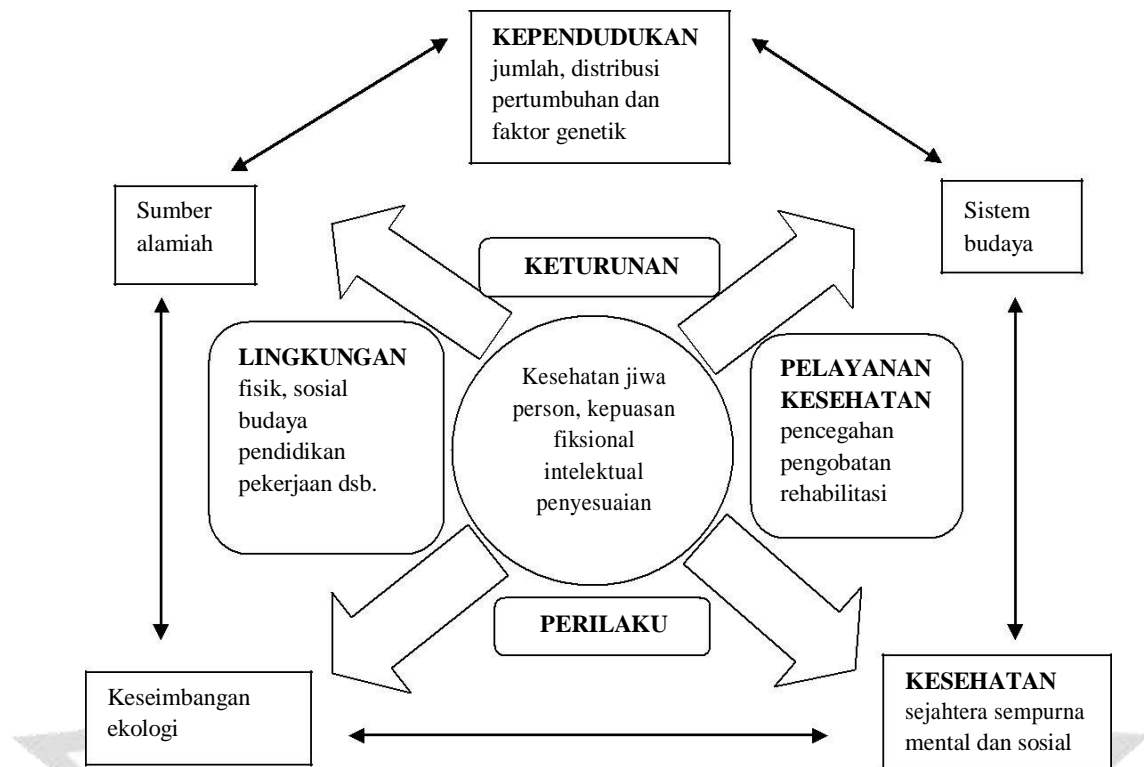 KEPENDUDUKAN
jumlah, distribusi
pertumbuhan dan
faktor genetik
Sumber
alamiah
Sistem
budaya
KETURUNAN
LINGKUNGAN
fisik, sosial
budaya
pendidikan
pekerjaan dsb.
Kesehatan jiwa
person, kepuasan
fiksional
intelektual
penyesuaian
PELAYANAN
KESEHATAN
pencegahan
pengobatan
rehabilitasi
PERILAKU
Keseimbangan
ekologi
KESEHATAN
sejahtera sempurna
mental dan sosial